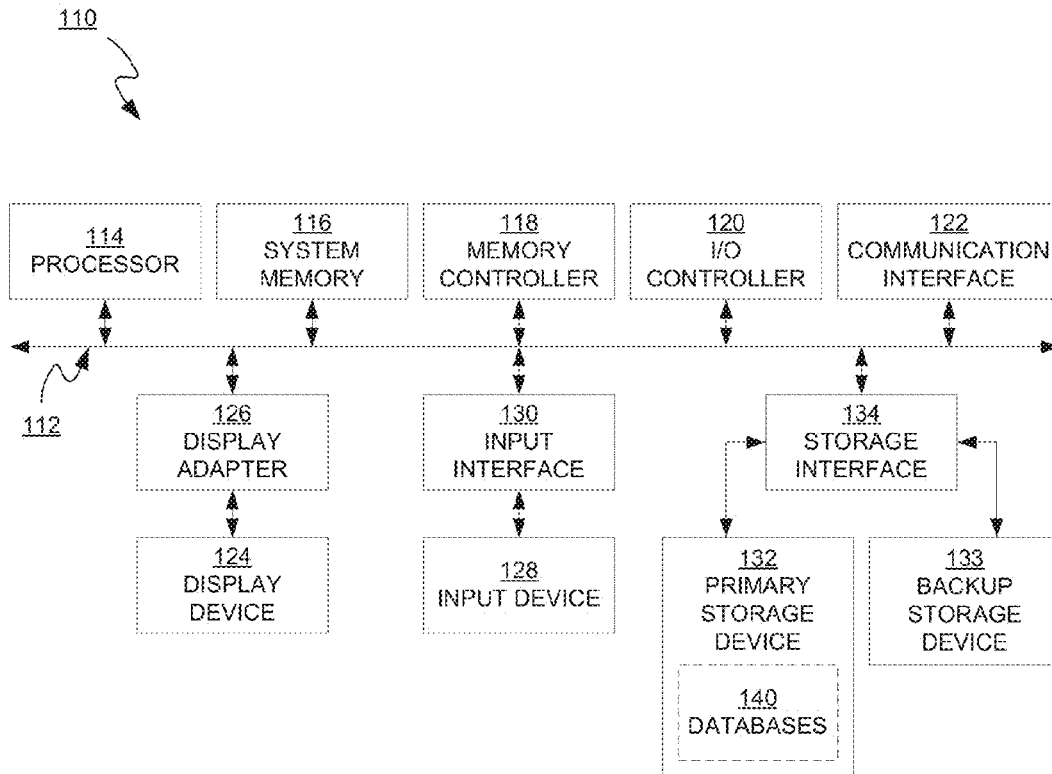 110
114
PROCESSOR
116
SYSTEM
MEMORY
118
MEMORY
CONTROLLER
120
I/O
CONTROLLER
122
COMMUNICATION
INTERFACE
112
126
DISPLAY
ADAPTER
130
INPUT
INTERFACE
134
STORAGE
INTERFACE
124
DISPLAY
DEVICE
128
INPUT DEVICE
132
PRIMARY
STORAGE
DEVICE
133
BACKUP
STORAGE
DEVICE
140
DATABASES